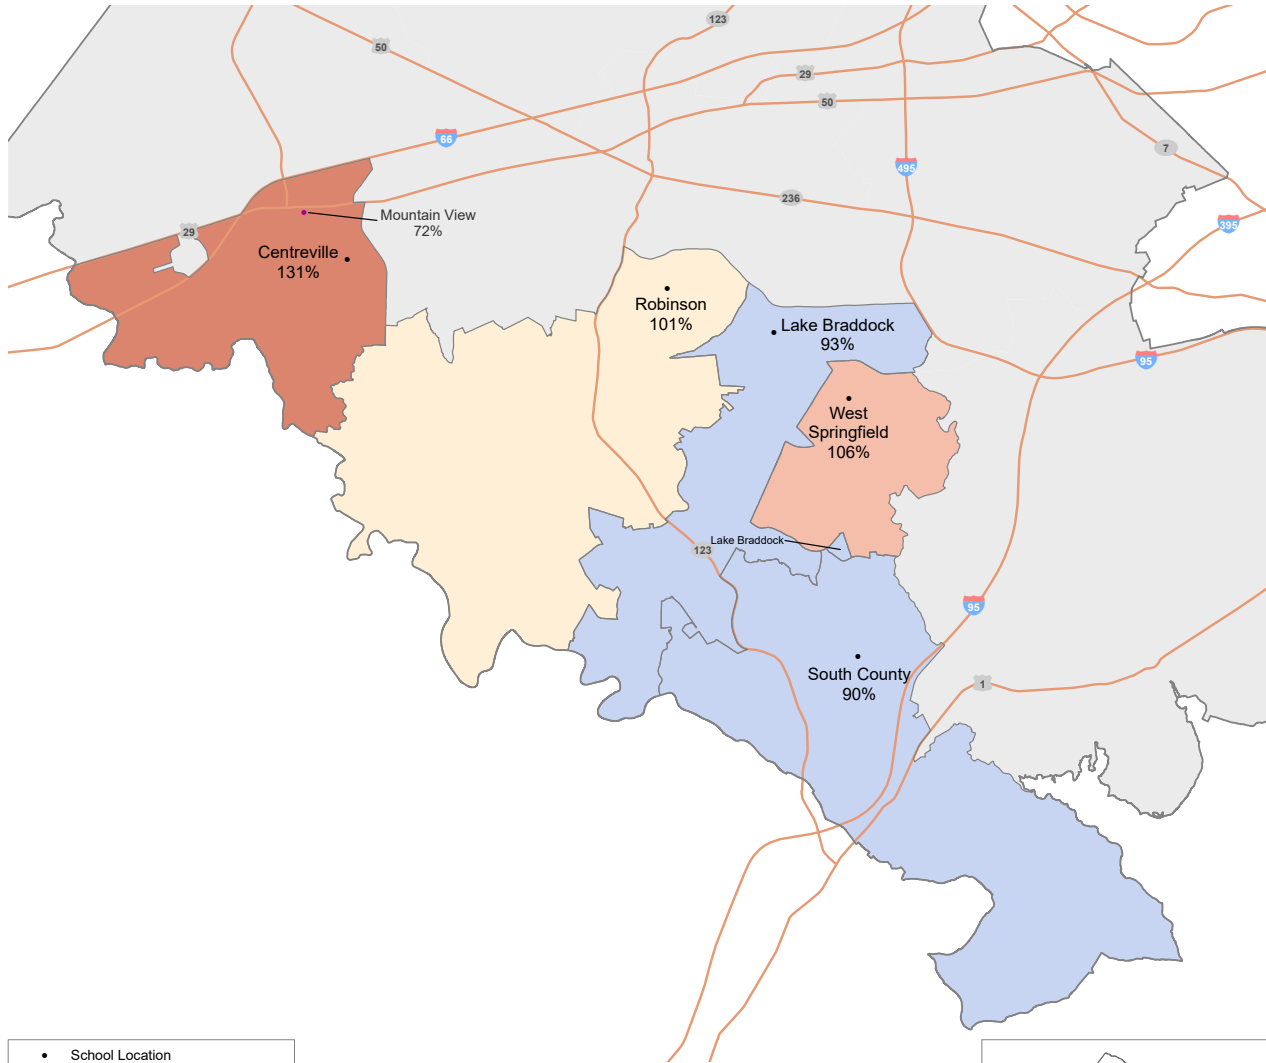 123
50
29
50
66
7
495
236
Mountain View
72%
395
29
Centreville
131%
Robinson
101%
Lake Braddock
93%
95
West
Springfield
106%
Lake Braddock
123
95
South County
90%
1
School Location